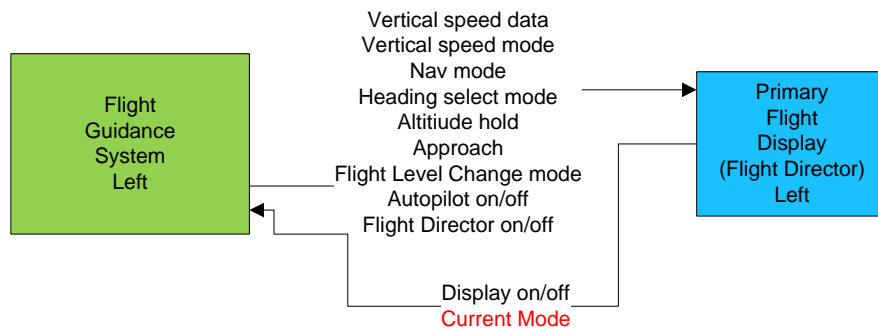 Flight
Guidance
System
Left
Vertical speed data
Vertical speed mode
Nav mode
Heading select mode
Altitiude hold
Approach
Flight Level Change mode
Autopilot on/off
Flight Director on/off
Primary
Flight
Display
(Flight Director)
Left
Display on/off
Current Mode